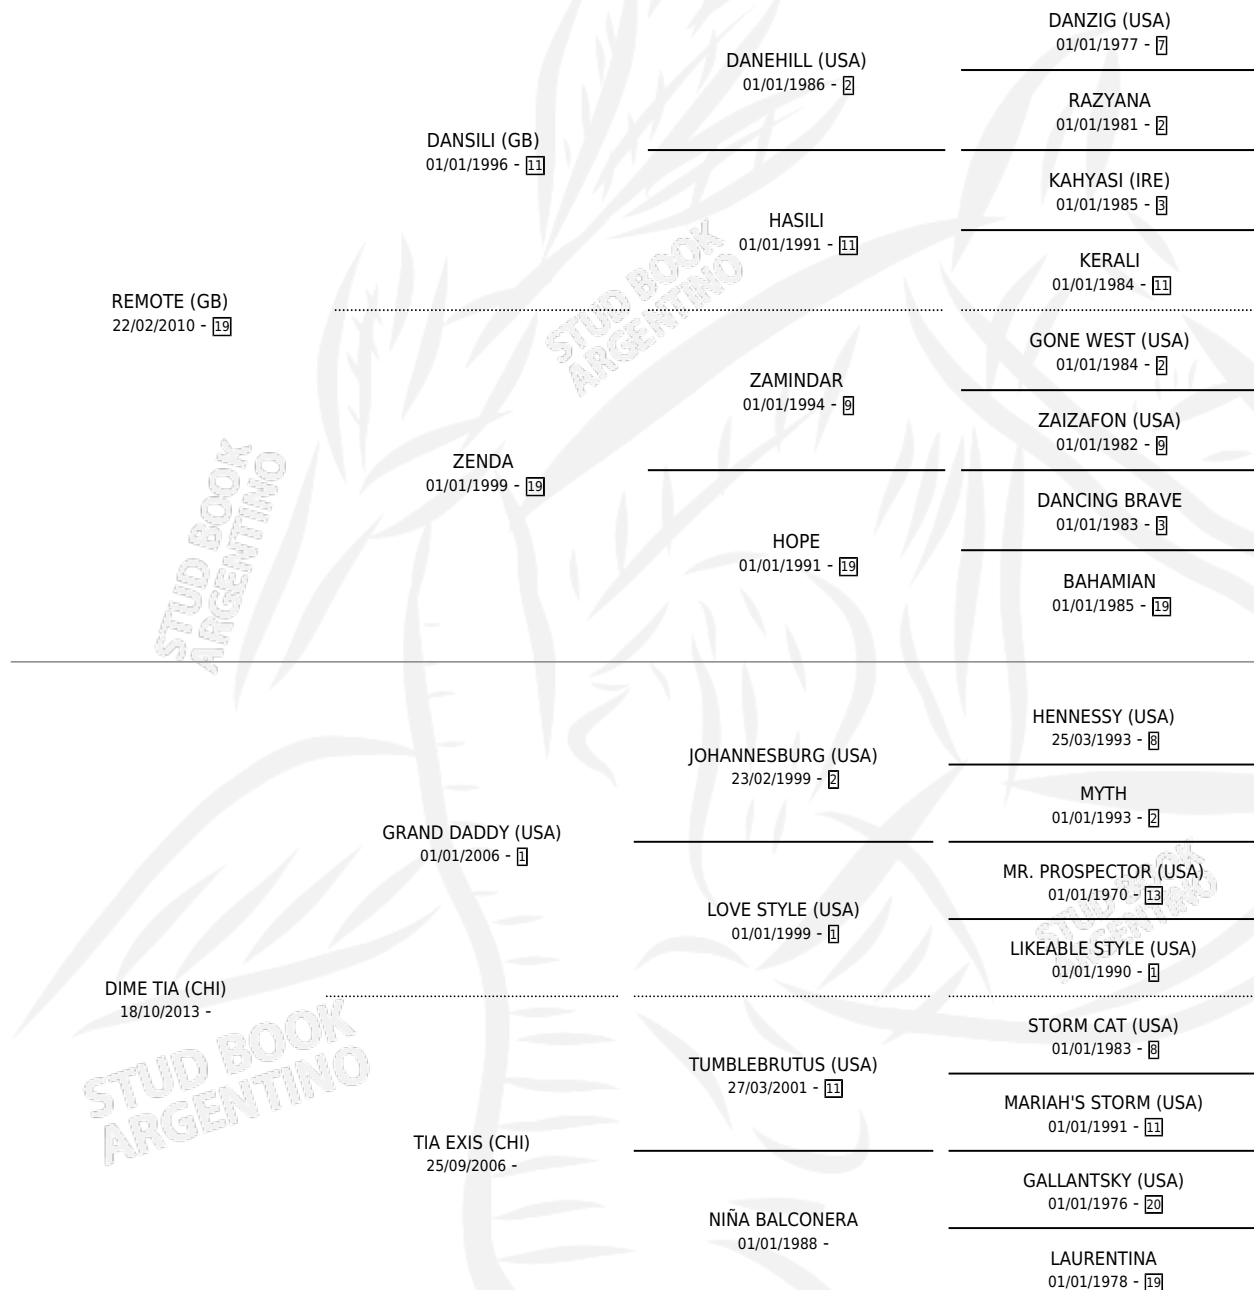 DANZIG (USA)
01/01/1977 - 7
DANEHILL (USA)
01/01/1986 - 2
RAZYANA
01/01/1981 - 2
DANSILI (GB)
01/01/1996 - 11
KAHYASI (IRE)
01/01/1985 - 3
HASILI
01/01/1991 - 11
KERALI
01/01/1984 - 11
REMOTE (GB)
22/02/2010 - 19
STUD BOOK
ARGENTINO
GONE WEST (USA)
01/01/1984 - 2
ZAMINDAR
01/01/1994 - 9
ZAIZAFON (USA)
01/01/1982 - 9
ZENDA
01/01/1999 - 19
STUD BOOK
ARGENTINO
DANCING BRAVE
01/01/1983 - 3
HOPE
01/01/1991 - 19
BAHAMIAN
01/01/1985 - 19
HENNESSY (USA)
25/03/1993 - 8
JOHANNESBURG (USA)
23/02/1999 - 2
MYTH
01/01/1993 - 2
GRAND DADDY (USA)
01/01/2006 - 1
MR. PROSPECTOR (USA)
01/01/1970 - 13
STUD BOOK
ARGENTINO
LOVE STYLE (USA)
01/01/1999 - 1
LIKEABLE STYLE (USA)
01/01/1990 - 1
DIME TIA (CHI)
18/10/2013 -
STUD BOOK
ARGENTINO
STORM CAT (USA)
01/01/1983 - 8
TUMBLEBRUTUS (USA)
27/03/2001 - 11
MARIAH'S STORM (USA)
01/01/1991 - 11
TIA EXIS (CHI)
25/09/2006 -
GALLANTSKY (USA)
01/01/1976 - 20
NIÑA BALCONERA
01/01/1988 -
LAURENTINA
01/01/1978 - 19